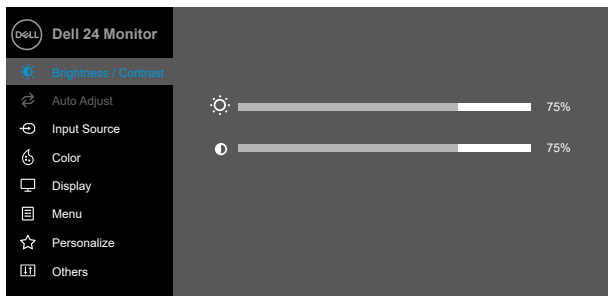 DELL
Dell 24 Monitor
Brightness / Contrast
Auto Adjust
75%
Input Source
Color
75%
Display
Menu
Personalize
Others